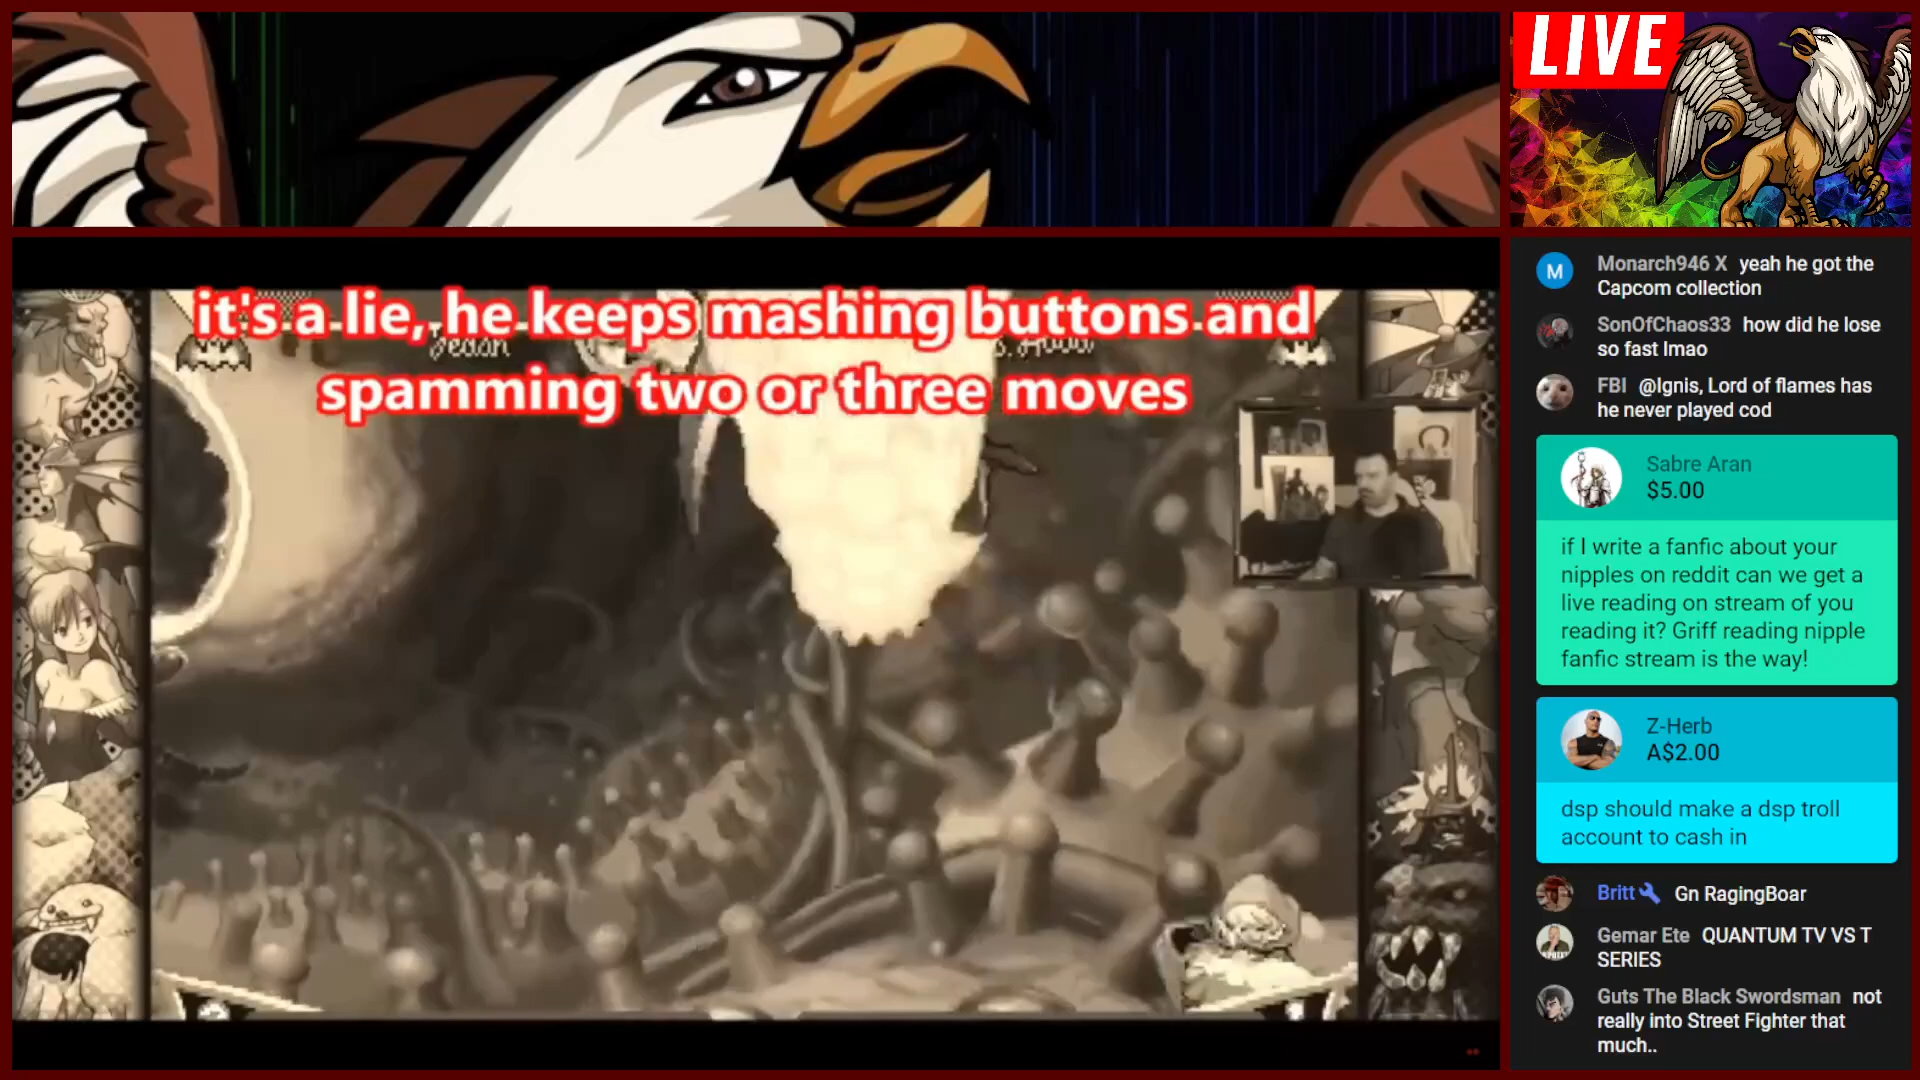 LIVE
it's a lie, he keeps mashing buttons and
spamming two or three moves
Jedah
Monarch946 X yeah he got the
Capcom collection
SonOfChaos33 how did he lose
so fast lmao
FBI @Ignis, Lord of flames has
he never played cod
Sabre Aran
$5.00
if I write a fanfic about your
nipples on reddit can we get a
live reading on stream of you
reading it? Griff reading nipple
fanfic stream is the way!
Z-Herb
A$2.00
dsp should make a dsp troll
account to cash in
Britt Gn RagingBoar
Gemar Ete QUANTUM TV VS T
SERIES
Guts The Black Swordsman not
really into Street Fighter that
much..
M